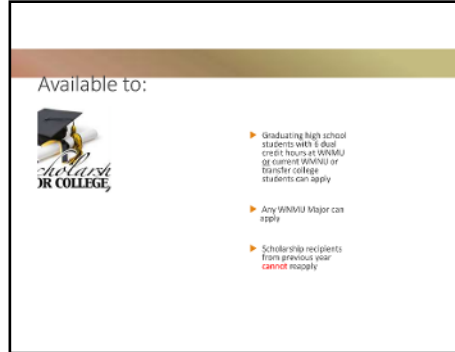 Available to:
cholarsh
OR COLLEGE,
Graduating high school
students with 6 dual
credit hours at WNMU
or current WMNU or
transfer college
students can apply
Any WNMU Major can
apply
Scholarship recipients
from previous year
cannot reapply